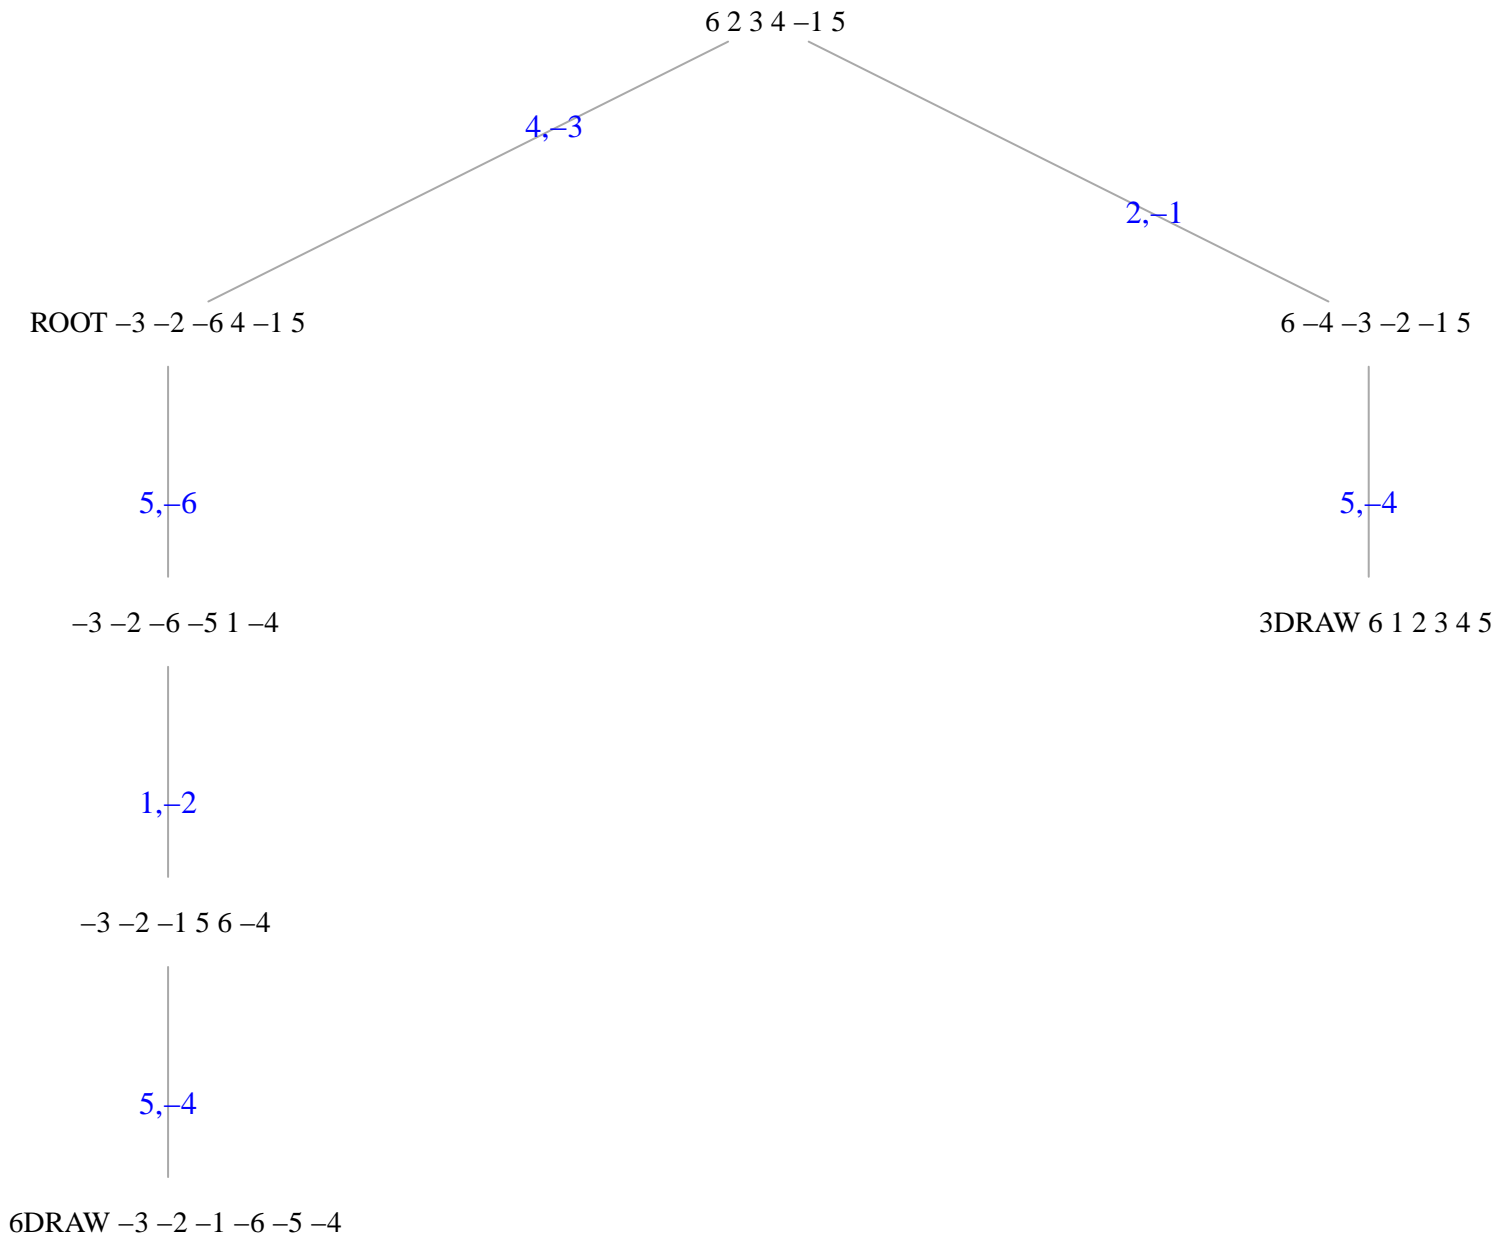 6 2 3 4 –1 5
4,–3
2,–1
ROOT –3 –2 –6 4 –1 5
6 –4 –3 –2 –1 5
5,–6
5,–4
–3 –2 –6 –5 1 –4
3DRAW 6 1 2 3 4 5
1,–2
–3 –2 –1 5 6 –4
5,–4
6DRAW –3 –2 –1 –6 –5 –4